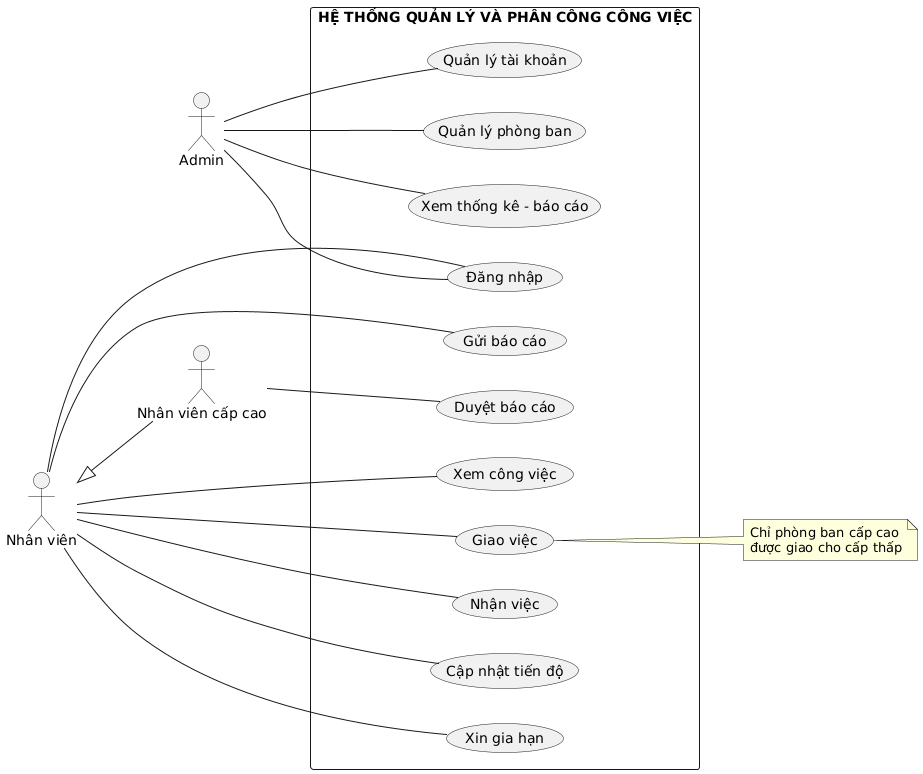 HỆ THỐNG QUẢN LÝ VÀ PHÂN CÔNG CÔNG VIỆC
Quản lý tài khoản
Quản lý phòng ban
Admin
Xem thống kê - báo cáo
Đăng nhập
Gửi báo cáo
Duyệt báo cáo
Nhân viên cấp cao
Xem công việc
Nhân viên
Giao việc
Chỉ phòng ban cấp cao
được giao cho cấp thấp
Nhận việc
Cập nhật tiến độ
Xin gia hạn